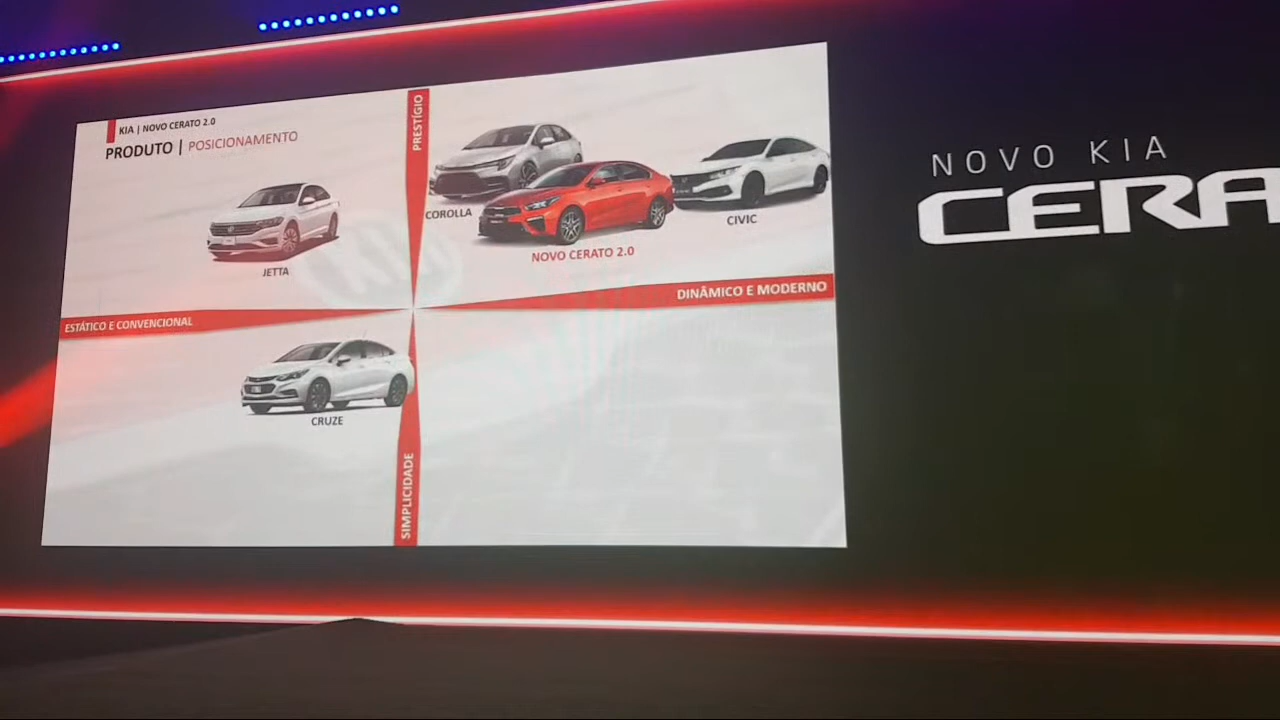 KIA | NOVO CERATO 2.0
PRODUTO | POSICIONAMENTO
PRESTÍGIO
COROLLA
CIVIC
NOVO CERATO 2.0
JETTA
DINÂMICO E MODERNO
ESTÁTICO E CONVENCIONAL
CRUZE
SIMPLICIDADE
NOVO KIA
CERA